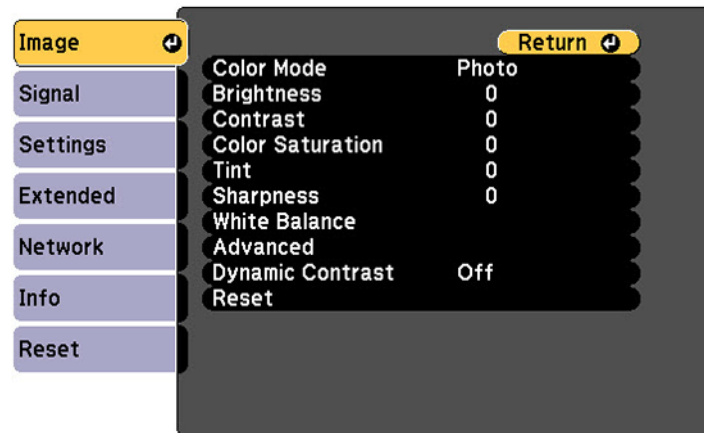 Image
Signal
Settings
Extended
Network
Info
Reset
Return
Color Mode Photo
Brightness 0
Contrast 0
Color Saturation 0
Tint 0
Sharpness 0
White Balance
Advanced
Dynamic Contrast Off
Reset